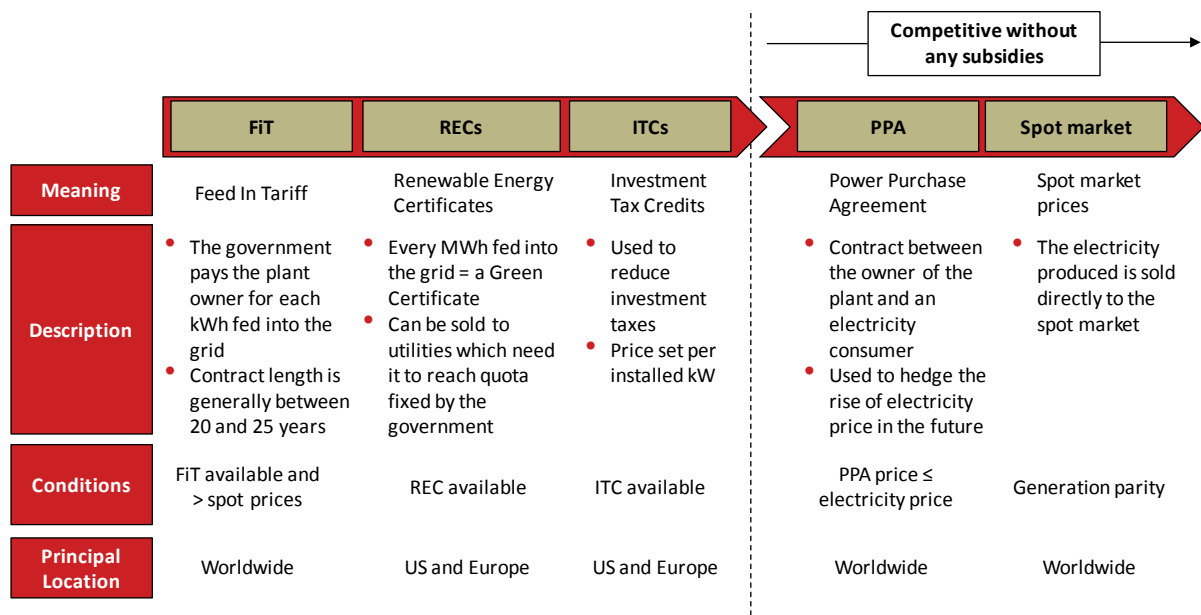 Competitive without
any subsidies
FiT
RECs
ITCs
PPA
Spot market
Meaning
Feed In Tariff
Renewable Energy
Certificates
Investment
Tax Credits
Power Purchase
Agreement
Spot market
prices
Description
• The government
pays the plant
owner for each
kWh fed into the
grid
• Contract length is
generally between
20 and 25 years
• Every MWh fed into
the grid = a Green
Certificate
• Can be sold to
utilities which need
it to reach quota
fixed by the
government
• Used to
reduce
investment
taxes
• Price set per
installed kW
• Contract between
the owner of the
plant and an
electricity
consumer
• Used to hedge the
rise of electricity
price in the future
• The electricity
produced is sold
directly to the
spot market
Conditions
FiT available and
> spot prices
REC available
ITC available
PPA price ≤
electricity price
Generation parity
Principal
Location
Worldwide
US and Europe
US and Europe
Worldwide
Worldwide